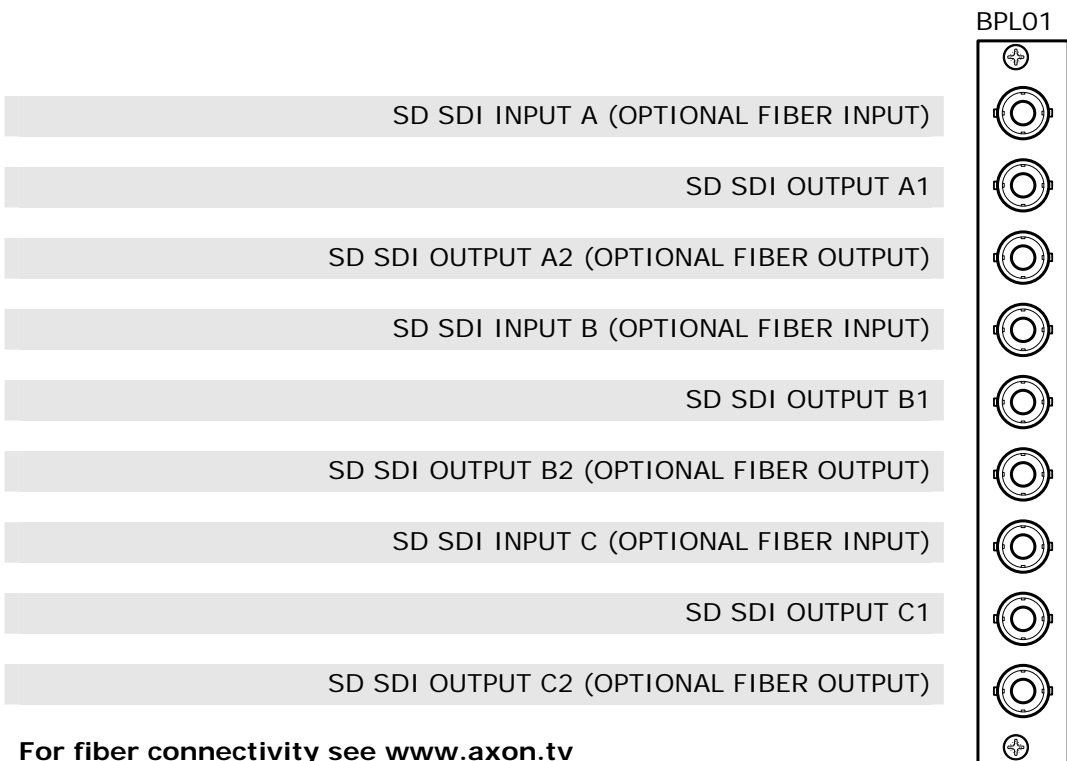 BPL01
SD SDI INPUT A (OPTIONAL FIBER INPUT)
SD SDI OUTPUT A1
SD SDI OUTPUT A2 (OPTIONAL FIBER OUTPUT)
SD SDI INPUT B (OPTIONAL FIBER INPUT)
SD SDI OUTPUT B1
SD SDI OUTPUT B2 (OPTIONAL FIBER OUTPUT)
SD SDI INPUT C (OPTIONAL FIBER INPUT)
SD SDI OUTPUT C1
SD SDI OUTPUT C2 (OPTIONAL FIBER OUTPUT)
For fiber connectivity see www.axon.tv